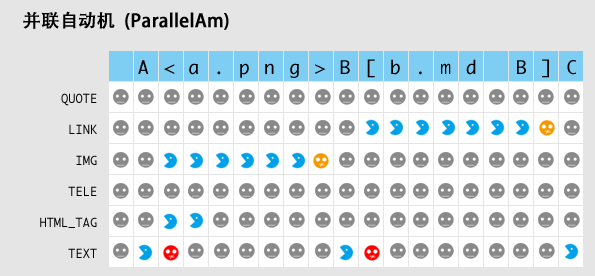 并联自动机 (ParallelAm)
A < a . p n g > B [ b . m d B ] C
QUOTE
LINK
IMG
TELE
HTML_TAG
TEXT